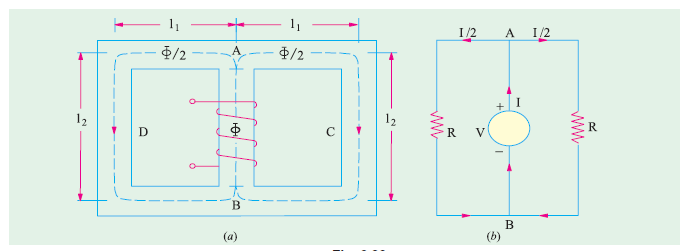 l₁ l₁
Φ/2 A Φ/2
l₂ D Φ C l₂
B
(a)
I/2 A I/2
+ I
R V R
−
B
(b)